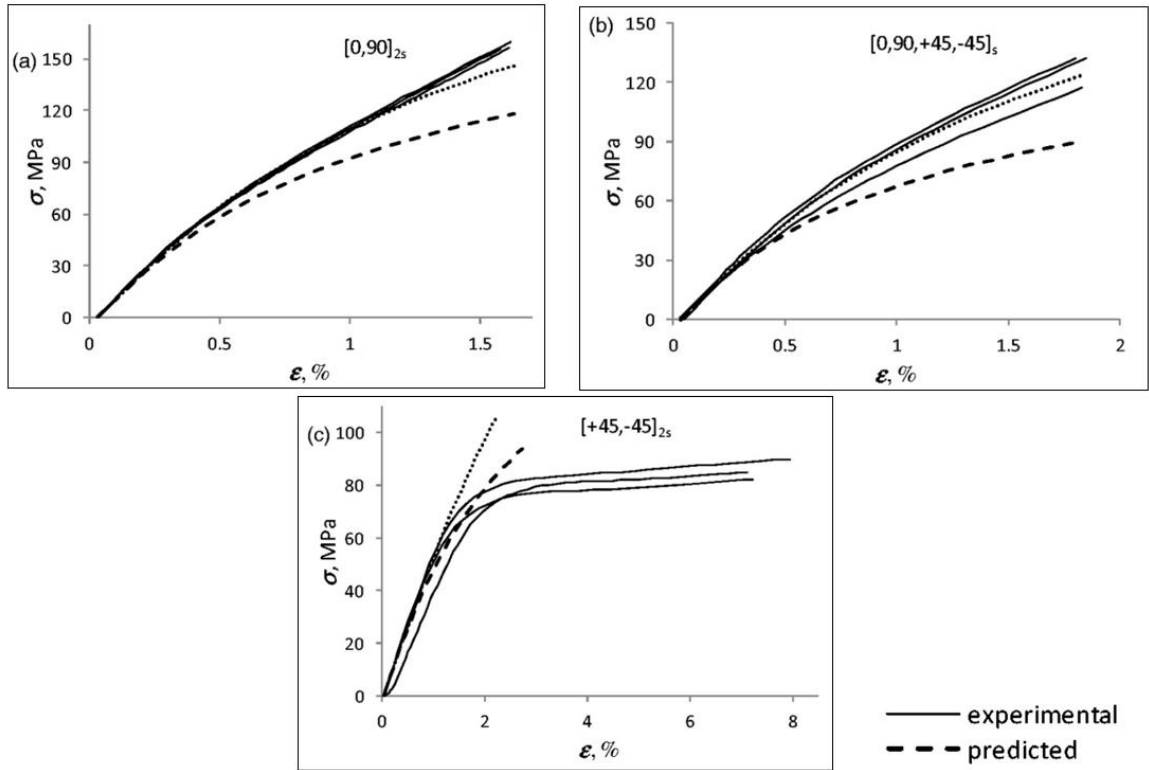 (a)
[0,90]2s
150
120
90
60
30
0
σ, MPa
0 0.5 1 1.5
ε, %
(b)
[0,90,+45,-45]s
150
120
90
60
30
0
σ, MPa
0 0.5 1 1.5 2
ε, %
(c)
[+45,-45]2s
100
80
60
40
20
0
σ, MPa
0 2 4 6 8
ε, %
experimental
predicted